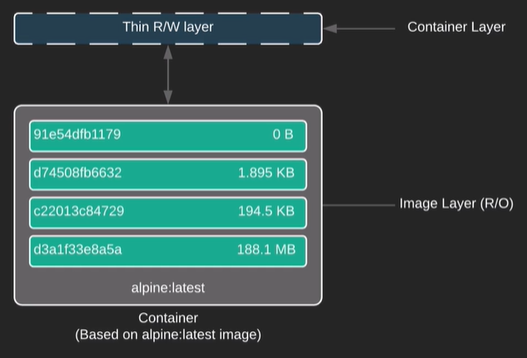 Thin R/W layer
Container Layer
91e54dfb1179 0 B
d74508fb6632 1.895 KB
c22013c84729 194.5 KB
d3a1f33e8a5a 188.1 MB
Image Layer (R/O)
alpine:latest
Container
(Based on alpine:latest image)